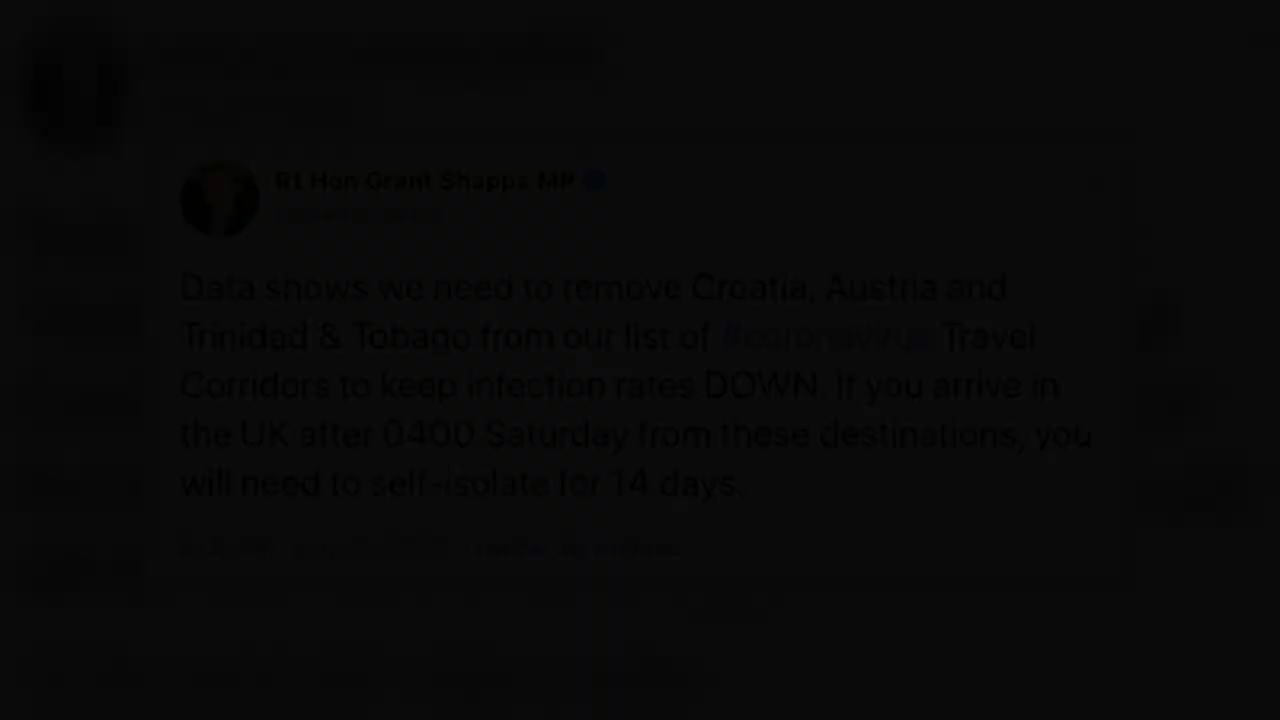 Rt Hon Grant Shapps MP
Data shows we need to remove Croatia, Austria and
Trinidad & Tobago from our list of #coronavirus Travel
Corridors to keep infection rates DOWN. If you arrive in
the UK after 0400 Saturday from these destinations, you
will need to self-isolate for 14 days.